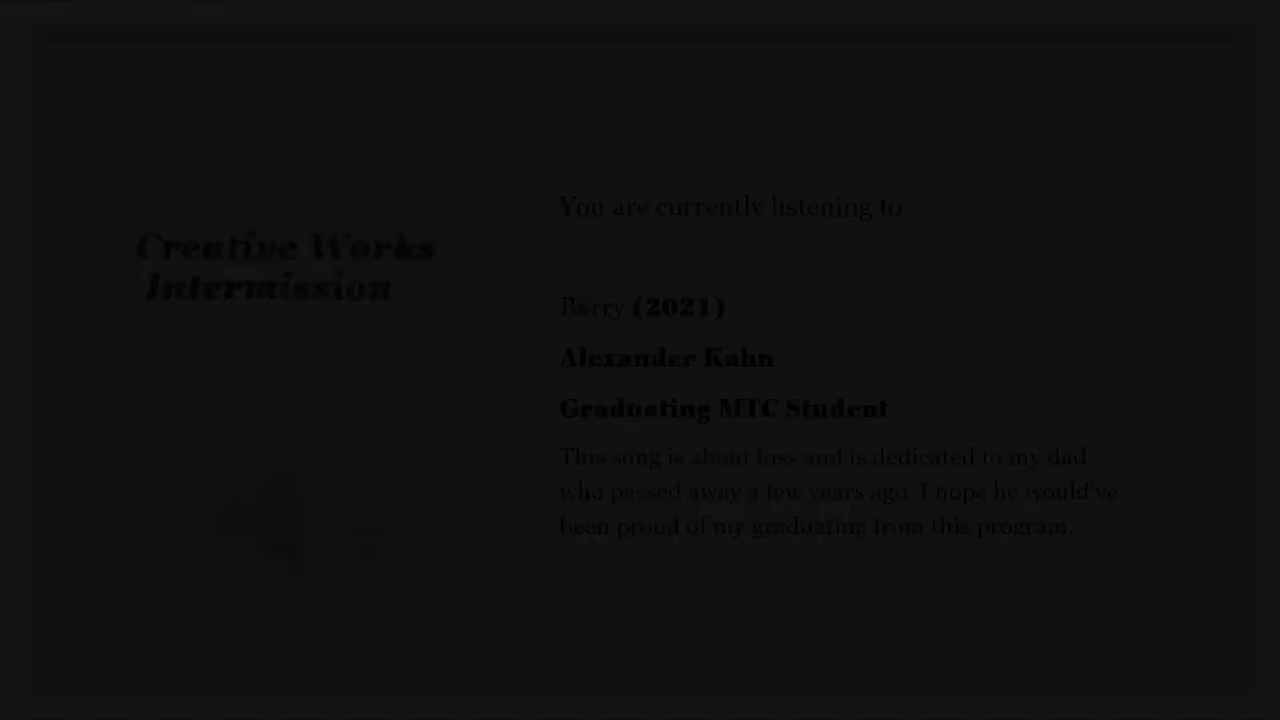 Creative Works
Intermission
You are currently listening to
Barry (2021)
Alexander Kahn
Graduating MTC Student
This song is about loss and is dedicated to my dad
who passed away a few years ago. I hope he would've
been proud of my graduating from this program.